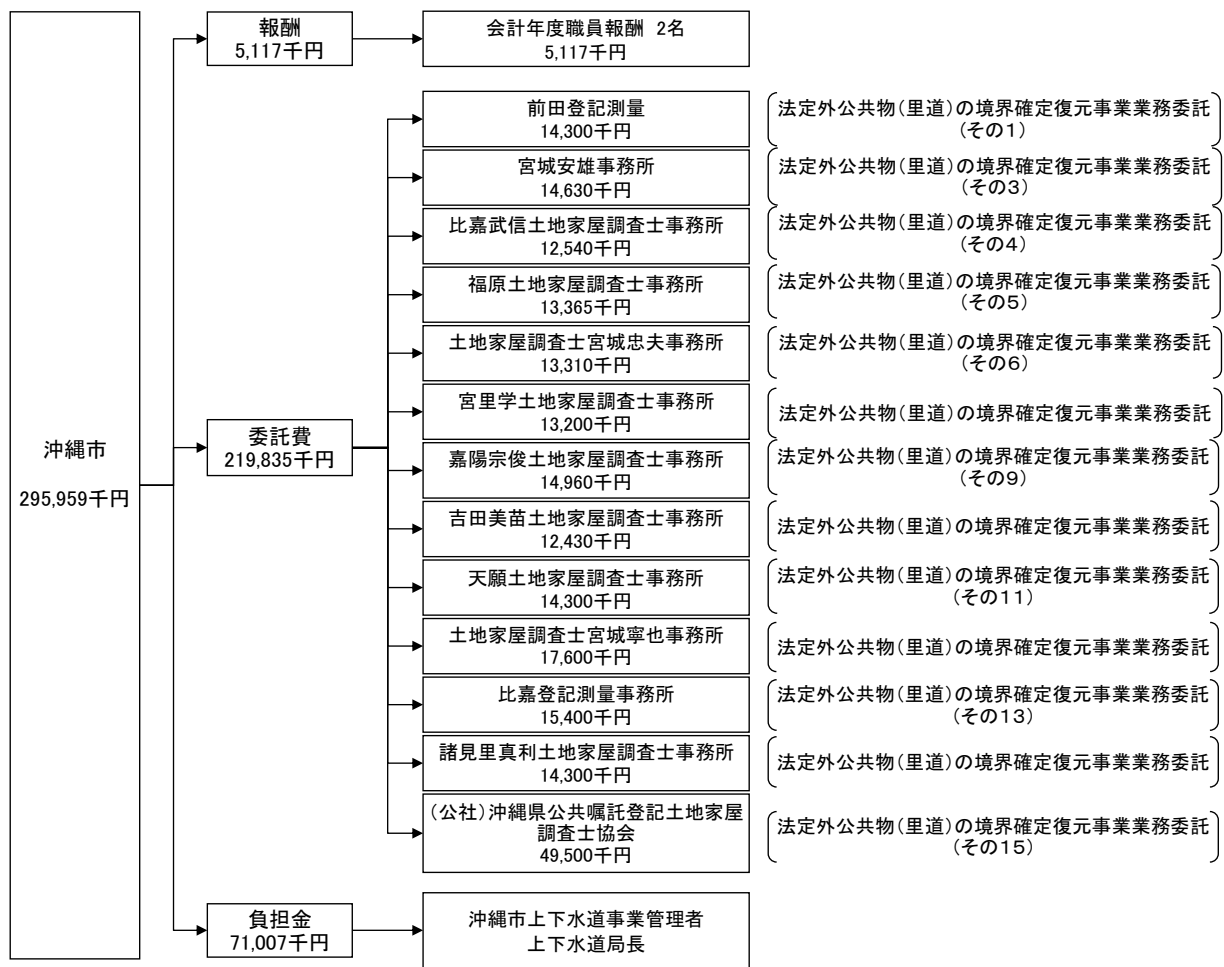 沖縄市
295,959千円
報酬
5,117千円
会計年度職員報酬 2名
5,117千円
委託費
219,835千円
前田登記測量
14,300千円
法定外公共物(里道)の境界確定復元事業業務委託
(その1)
宮城安雄事務所
14,630千円
法定外公共物(里道)の境界確定復元事業業務委託
(その3)
比嘉武信土地家屋調査士事務所
12,540千円
法定外公共物(里道)の境界確定復元事業業務委託
(その4)
福原土地家屋調査士事務所
13,365千円
法定外公共物(里道)の境界確定復元事業業務委託
(その5)
土地家屋調査士宮城忠夫事務所
13,310千円
法定外公共物(里道)の境界確定復元事業業務委託
(その6)
宮里学土地家屋調査士事務所
13,200千円
法定外公共物(里道)の境界確定復元事業業務委託
嘉陽宗俊土地家屋調査士事務所
14,960千円
法定外公共物(里道)の境界確定復元事業業務委託
(その9)
吉田美苗土地家屋調査士事務所
12,430千円
法定外公共物(里道)の境界確定復元事業業務委託
天願土地家屋調査士事務所
14,300千円
法定外公共物(里道)の境界確定復元事業業務委託
(その11)
土地家屋調査士宮城寧也事務所
17,600千円
法定外公共物(里道)の境界確定復元事業業務委託
比嘉登記測量事務所
15,400千円
法定外公共物(里道)の境界確定復元事業業務委託
(その13)
諸見里真利土地家屋調査士事務所
14,300千円
法定外公共物(里道)の境界確定復元事業業務委託
(公社)沖縄県公共嘱託登記土地家屋
調査士協会
49,500千円
法定外公共物(里道)の境界確定復元事業業務委託
(その15)
負担金
71,007千円
沖縄市上下水道事業管理者
上下水道局長